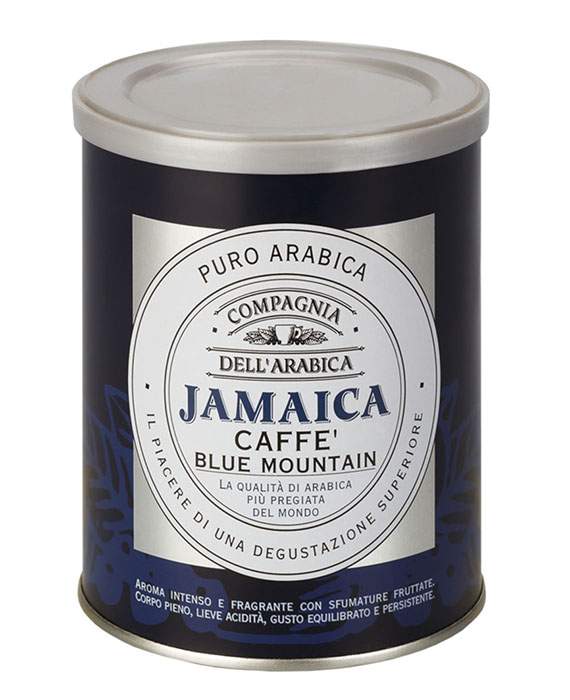 PURO ARABICA
COMPAGNIA
DELL'ARABICA
JAMAICA
CAFFE'
BLUE MOUNTAIN
LA QUALITÀ DI ARABICA
PIÙ PREGIATA
DEL MONDO
· IL PIACERE DI UNA DEGUSTAZIONE SUPERIORE ·
AROMA INTENSO E FRAGRANTE CON SFUMATURE FRUTTATE.
CORPO PIENO, LIEVE ACIDITÀ, GUSTO EQUILIBRATO E PERSISTENTE.